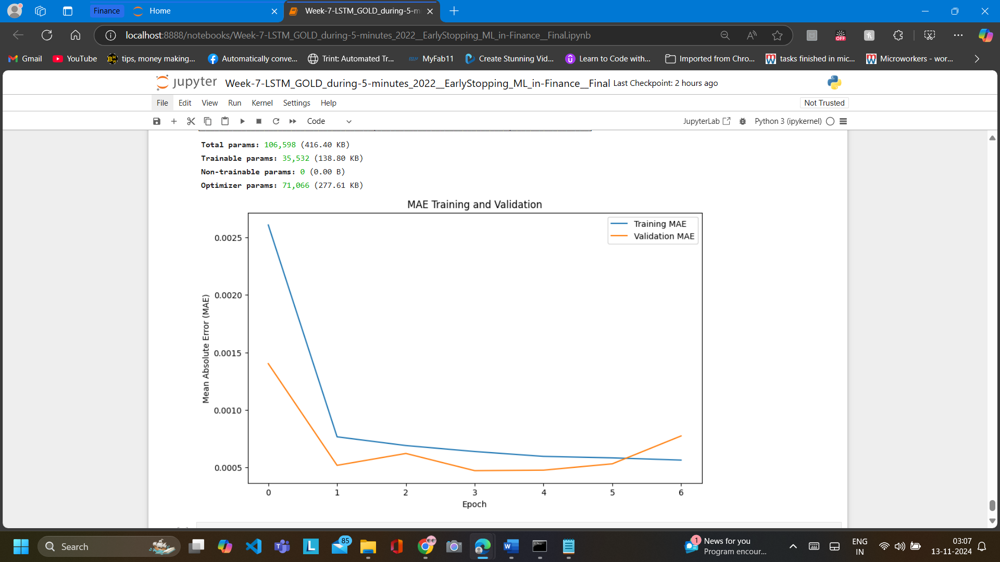 Finance
Home
Week-7-LSTM_GOLD_during-5-m
localhost:8888/notebooks/Week-7-LSTM_GOLD_during-5-minutes_2022__EarlyStopping_ML_in-Finance__Final.ipynb
OFF
Gmail
YouTube
tips, money making...
Automatically conve...
Trint: Automated Tr...
MyFab11
Create Stunning Vid...
Learn to Code with...
Imported from Chro...
tasks finished in mic...
Microworkers - wor...
jupyter Week-7-LSTM_GOLD_during-5-minutes_2022__EarlyStopping_ML_in-Finance__Final Last Checkpoint: 2 hours ago
File Edit View Run Kernel Settings Help
Not Trusted
Code
JupyterLab
Python 3 (ipykernel)
Total params: 106,598 (416.40 KB)
Trainable params: 35,532 (138.80 KB)
Non-trainable params: 0 (0.00 B)
Optimizer params: 71,066 (277.61 KB)
MAE Training and Validation
Training MAE
Validation MAE
Mean Absolute Error (MAE)
0.0025
0.0020
0.0015
0.0010
0.0005
0 1 2 3 4 5 6
Epoch
Search
85
1
News for you
Program encour...
ENG
IN
03:07
13-11-2024